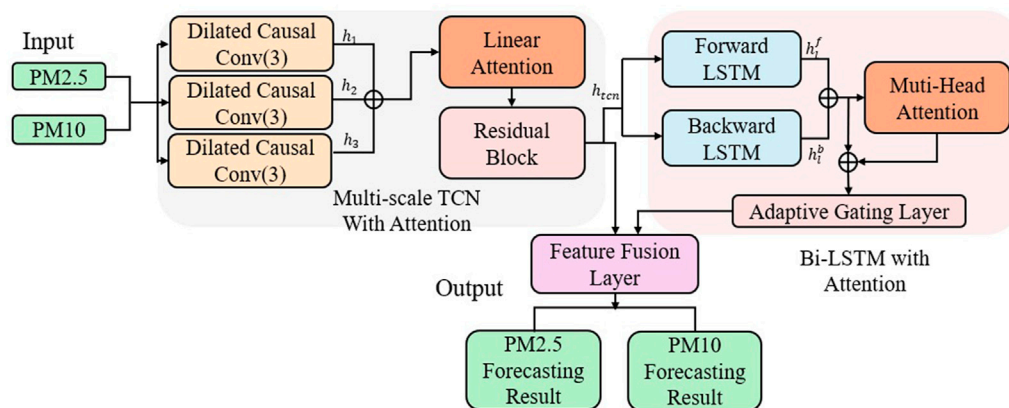 Input
PM2.5
PM10
Dilated Causal
Conv(3)
Dilated Causal
Conv(3)
Dilated Causal
Conv(3)
h₁
h₂
h₃
Linear
Attention
Residual
Block
Multi-scale TCN
With Attention
hₜcₙ
Forward
LSTM
Backward
LSTM
hₗᶠ
hₗᵇ
Muti-Head
Attention
Adaptive Gating Layer
Bi-LSTM with
Attention
Feature Fusion
Layer
Output
PM2.5
Forecasting
Result
PM10
Forecasting
Result